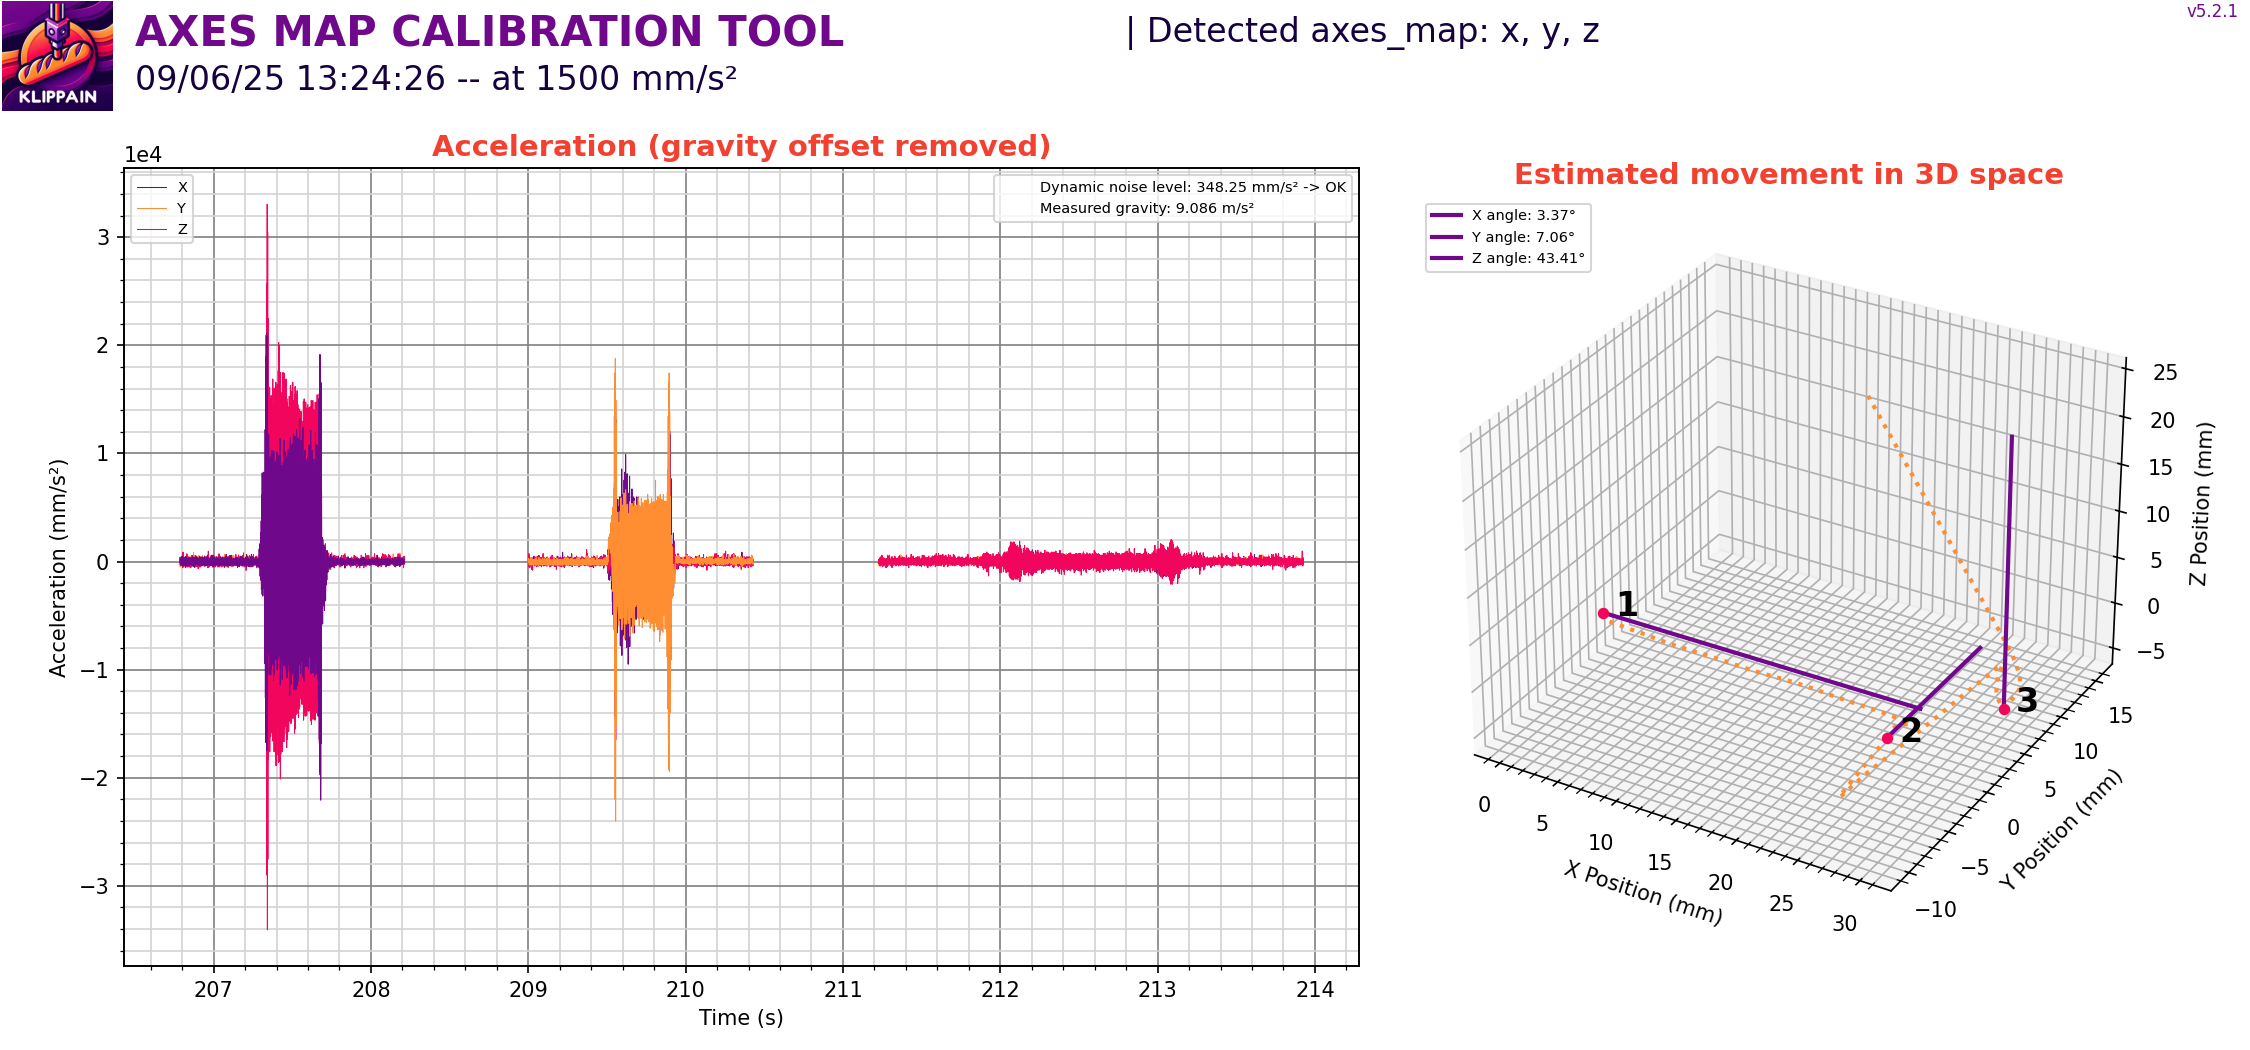 AXES MAP CALIBRATION TOOL
| Detected axes_map: x, y, z
v5.2.1
09/06/25 13:24:26 -- at 1500 mm/s²
KLIPPAIN
Acceleration (gravity offset removed)
1e4
X
Y
Z
Dynamic noise level: 348.25 mm/s² -> OK
Measured gravity: 9.086 m/s²
3
2
1
0
−1
−2
−3
Acceleration (mm/s²)
207
208
209
210
211
212
213
214
Time (s)
Estimated movement in 3D space
X angle: 3.37°
Y angle: 7.06°
Z angle: 43.41°
1
2
3
25
20
15
10
5
0
−5
Z Position (mm)
15
10
5
0
−5
−10
Y Position (mm)
0
5
10
15
20
25
30
X Position (mm)